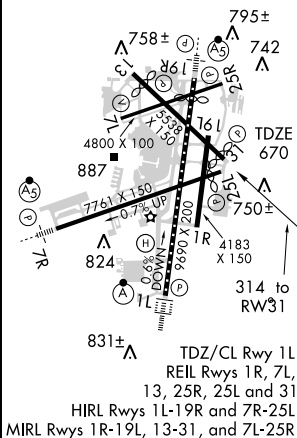 795±
758±
742
A5
P
13
19R
25R
P
V
7L
5538 X 150
19L
P
TDZE 670
4800 X 100
887
31
A5
P
7761 X 150
0.7% UP
25L
P
750±
7R
H
9690 X 200
1R
4183 X 150
824
0.6% DOWN
A
1L
P
314 to RW31
831±
TDZ/CL Rwy 1L
REIL Rwys 1R, 7L,
13, 25R, 25L and 31
HIRL Rwys 1L-19R and 7R-25L
MIRL Rwys 1R-19L, 13-31, and 7L-25R